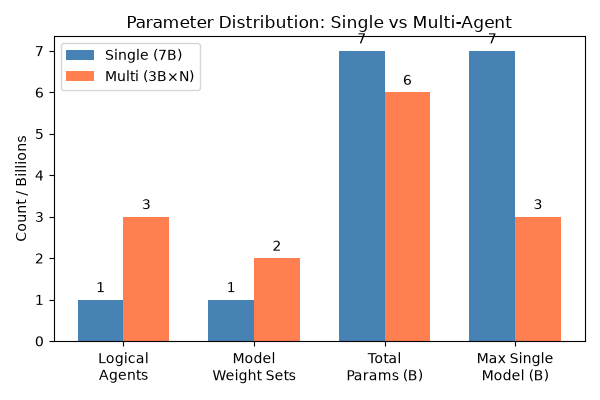 Parameter Distribution: Single vs Multi-Agent
Single (7B)
Multi (3B×N)
Count / Billions
7
6
5
4
3
2
1
0
1
3
1
2
7
6
7
3
Logical
Agents
Model
Weight Sets
Total
Params (B)
Max Single
Model (B)